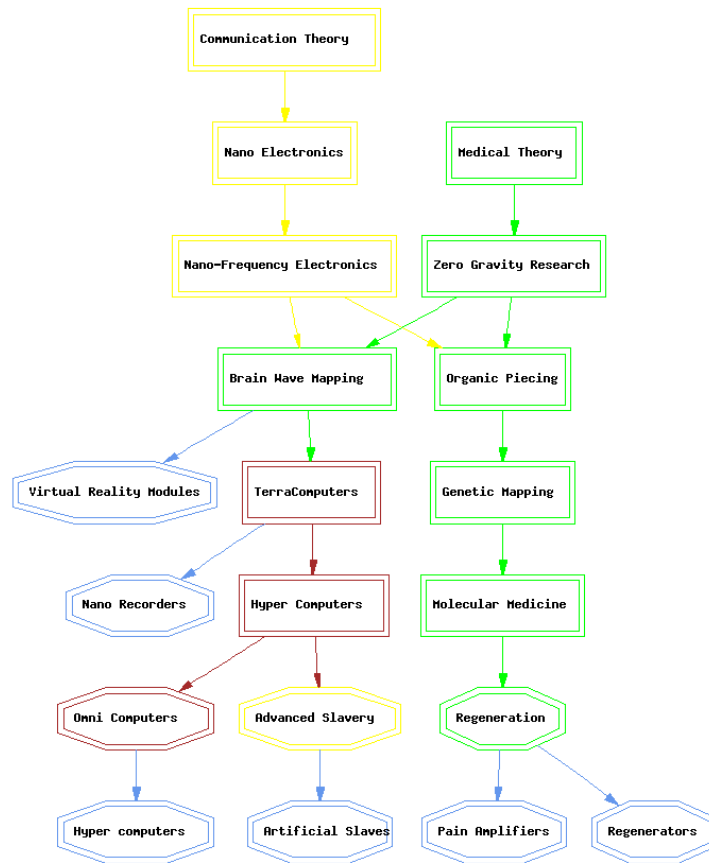 Communication Theory
Nano Electronics
Medical Theory
Nano-Frequency Electronics
Zero Gravity Research
Brain Wave Mapping
Organic Piecing
Virtual Reality Modules
TerraComputers
Genetic Mapping
Nano Recorders
Hyper Computers
Molecular Medicine
Omni Computers
Advanced Slavery
Regeneration
Hyper computers
Artificial Slaves
Pain Amplifiers
Regenerators